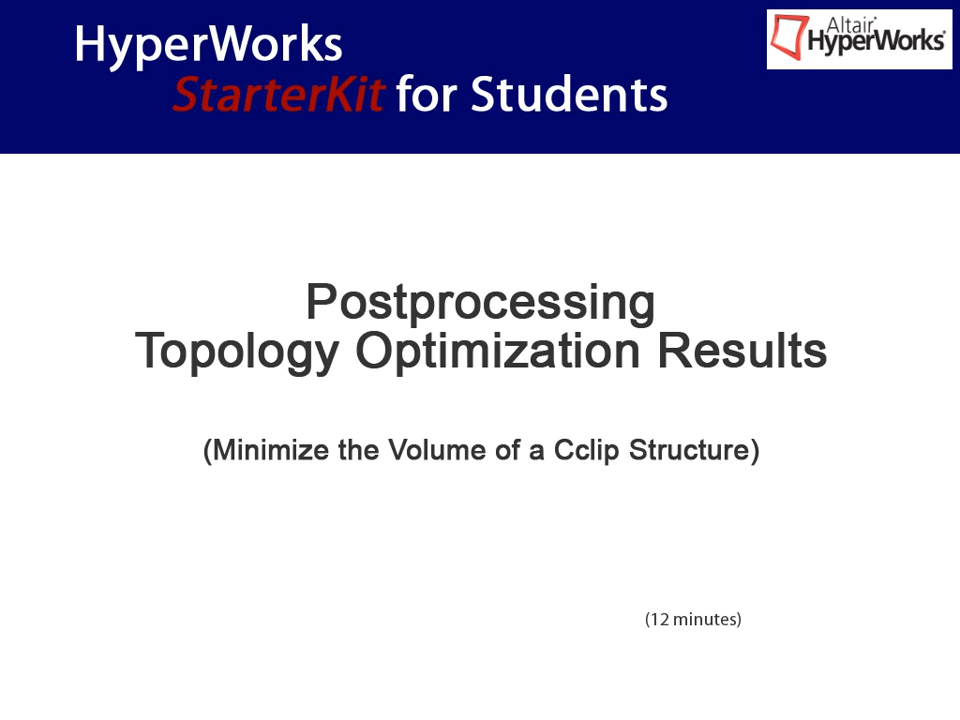 HyperWorks
StarterKit for Students
Altair®
HyperWorks®
Postprocessing
Topology Optimization Results
(Minimize the Volume of a Cclip Structure)
(12 minutes)